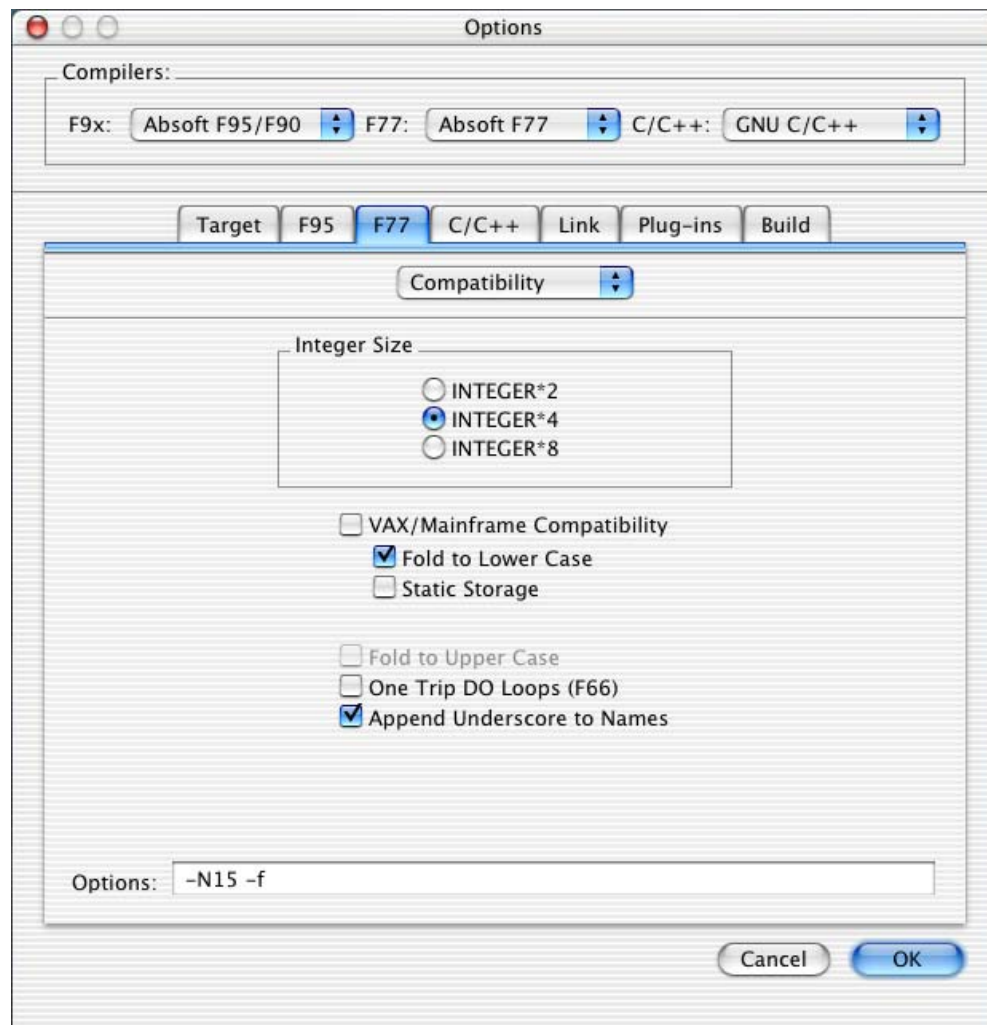 Options
Compilers:
F9x: Absoft F95/F90 F77: Absoft F77 C/C++: GNU C/C++
Target F95 F77 C/C++ Link Plug-ins Build
Compatibility
Integer Size
INTEGER*2
INTEGER*4
INTEGER*8
VAX/Mainframe Compatibility
Fold to Lower Case
Static Storage
Fold to Upper Case
One Trip DO Loops (F66)
Append Underscore to Names
Options: -N15 -f
Cancel OK